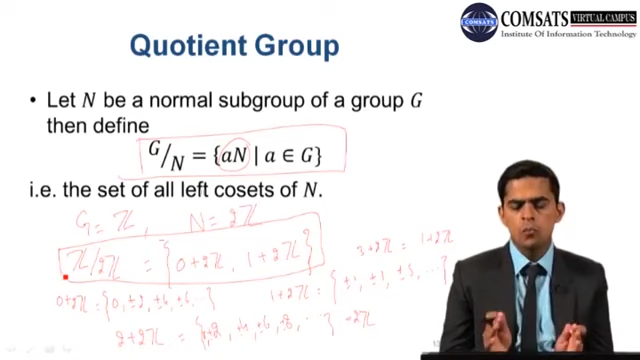 COMSATS VIRTUAL CAMPUS
Institute Of Information Technology
Quotient Group
• Let N be a normal subgroup of a group G
then define
G/N = {aN | a ∈ G}
i.e. the set of all left cosets of N.
G = ℤ, N = 2ℤ
ℤ/2ℤ = {0+2ℤ, 1+2ℤ}
3+2ℤ = 1+2ℤ
0+2ℤ = {0, ±2, ±4, ±6 ...}
1+2ℤ = {±1, ±3, ±5, ...}
2+2ℤ = {±2, ±4, ±6, ±8, ...} = 2ℤ